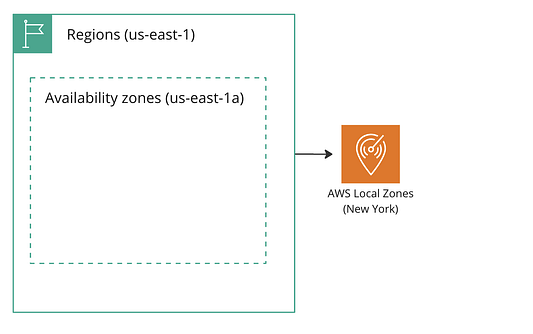 Regions (us-east-1)
Availability zones (us-east-1a)
AWS Local Zones
(New York)